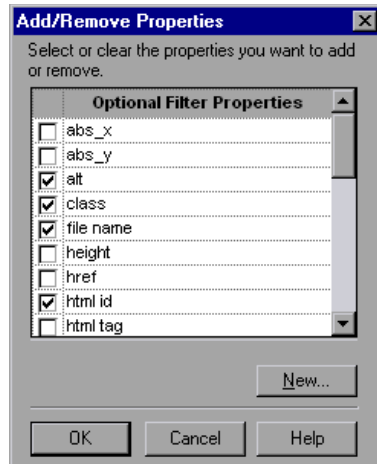 Add/Remove Properties
Select or clear the properties you want to add
or remove.
Optional Filter Properties
abs_x
abs_y
alt
class
file name
height
href
html id
html tag
New...
OK Cancel Help